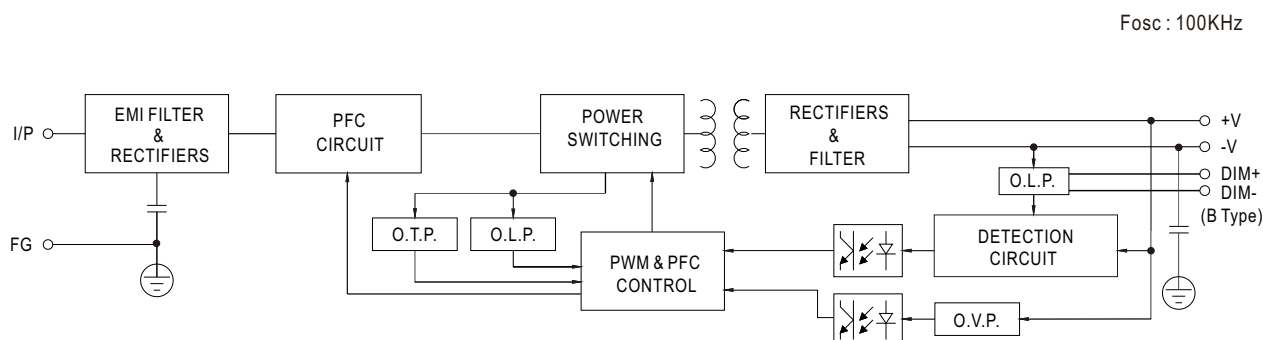 Fosc : 100KHz
I/P
EMI FILTER
&
RECTIFIERS
PFC
CIRCUIT
POWER
SWITCHING
RECTIFIERS
&
FILTER
+V
-V
DIM+
DIM-
(B Type)
O.L.P.
FG
O.T.P.
O.L.P.
PWM & PFC
CONTROL
DETECTION
CIRCUIT
O.V.P.